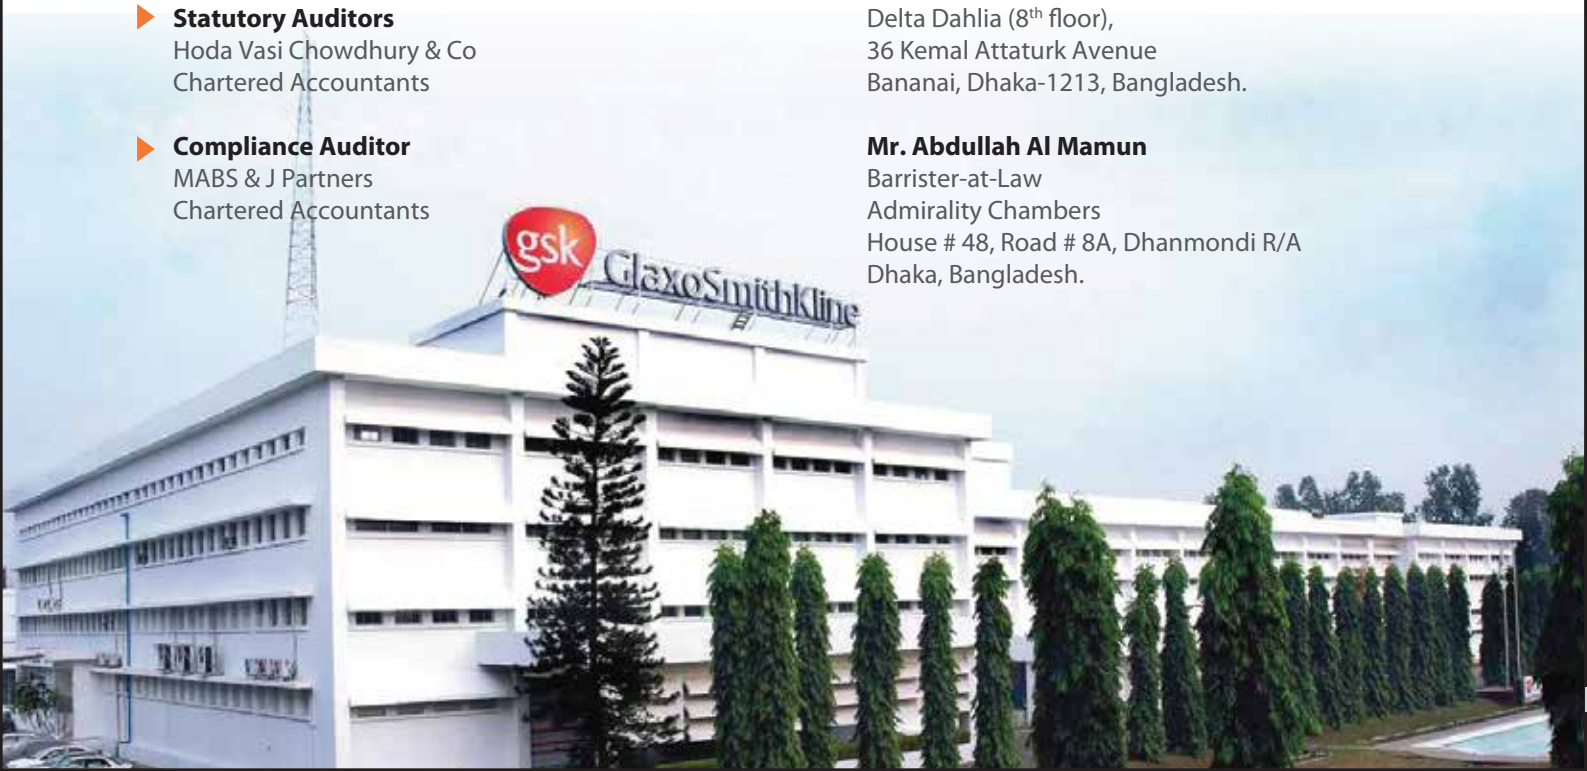 Statutory Auditors
Hoda Vasi Chowdhury & Co
Chartered Accountants
Compliance Auditor
MABS & J Partners
Chartered Accountants
Delta Dahlia (8th floor),
36 Kemal Attaturk Avenue
Bananai, Dhaka-1213, Bangladesh.
Mr. Abdullah Al Mamun
Barrister-at-Law
Admirality Chambers
House # 48, Road # 8A, Dhanmondi R/A
Dhaka, Bangladesh.
gsk GlaxoSmithKline